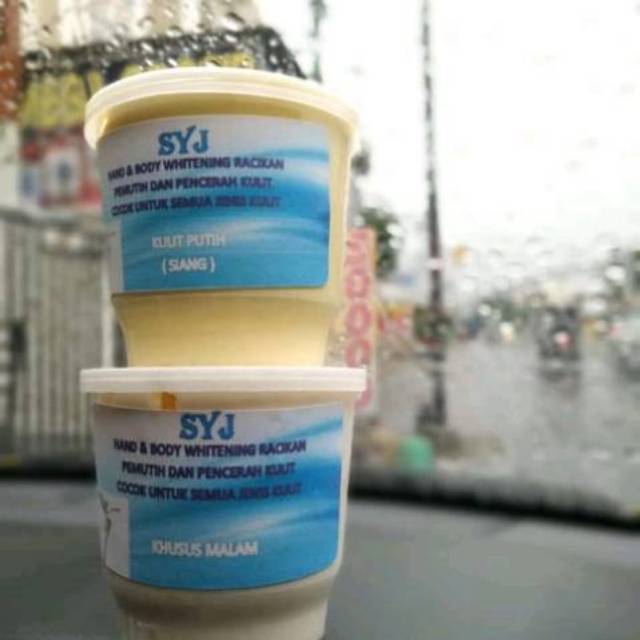 SYJ
HAND & BODY WHITENING RACIKAN
PEMUTIH DAN PENCERAH KULIT
COCOK UNTUK SEMUA JENIS KULIT
KULIT PUTIH
( SIANG )
SYJ
HAND & BODY WHITENING RACIKAN
PEMUTIH DAN PENCERAH KULIT
COCOK UNTUK SEMUA JENIS KULIT
KHUSUS MALAM